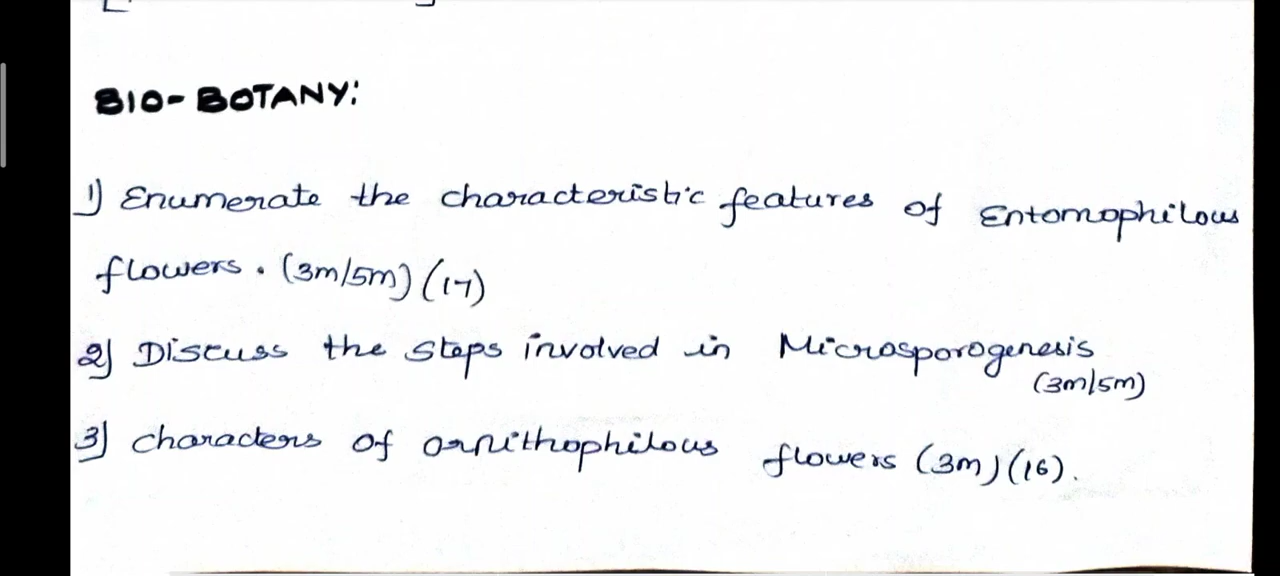 BIO-BOTANY:
1) Enumerate the characteristic features of Entomophilous
flowers. (3m/5m) (17)
2) Discuss the steps involved in Microsporogenesis
(3m/5m)
3) characters of ornithophilous flowers (3m) (16).